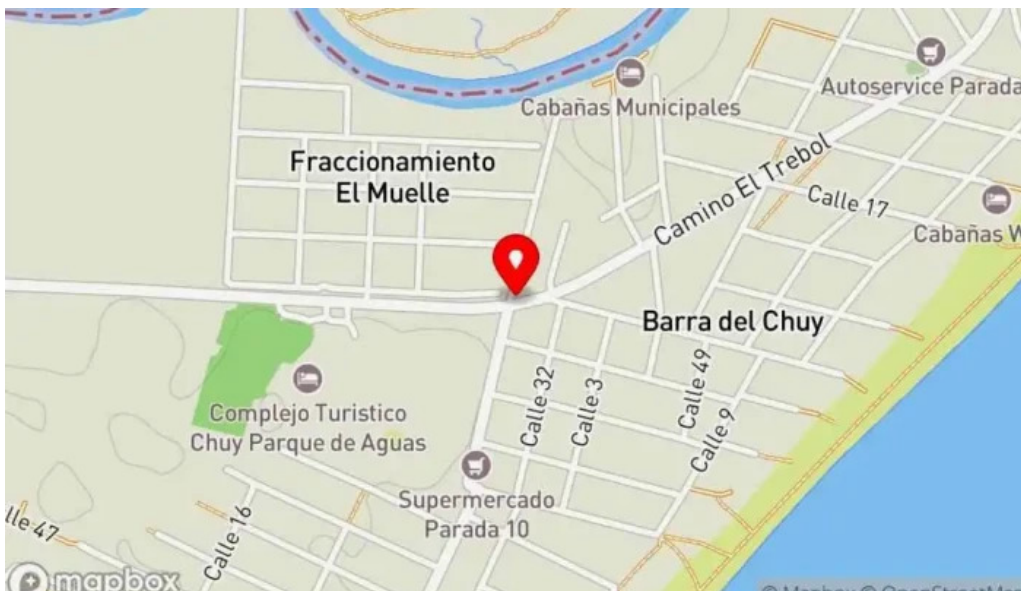 Autoservice Parada
Cabañas Municipales
Fraccionamiento
El Muelle
Camino El Trebol
Calle 17
Cabañas W
Barra del Chuy
Complejo Turistico
Chuy Parque de Aguas
Calle 32
Calle 3
Calle 49
Calle 9
Supermercado
Parada 10
lle 47
Calle 16
mapbox
© Mapbox © OpenStreetMap